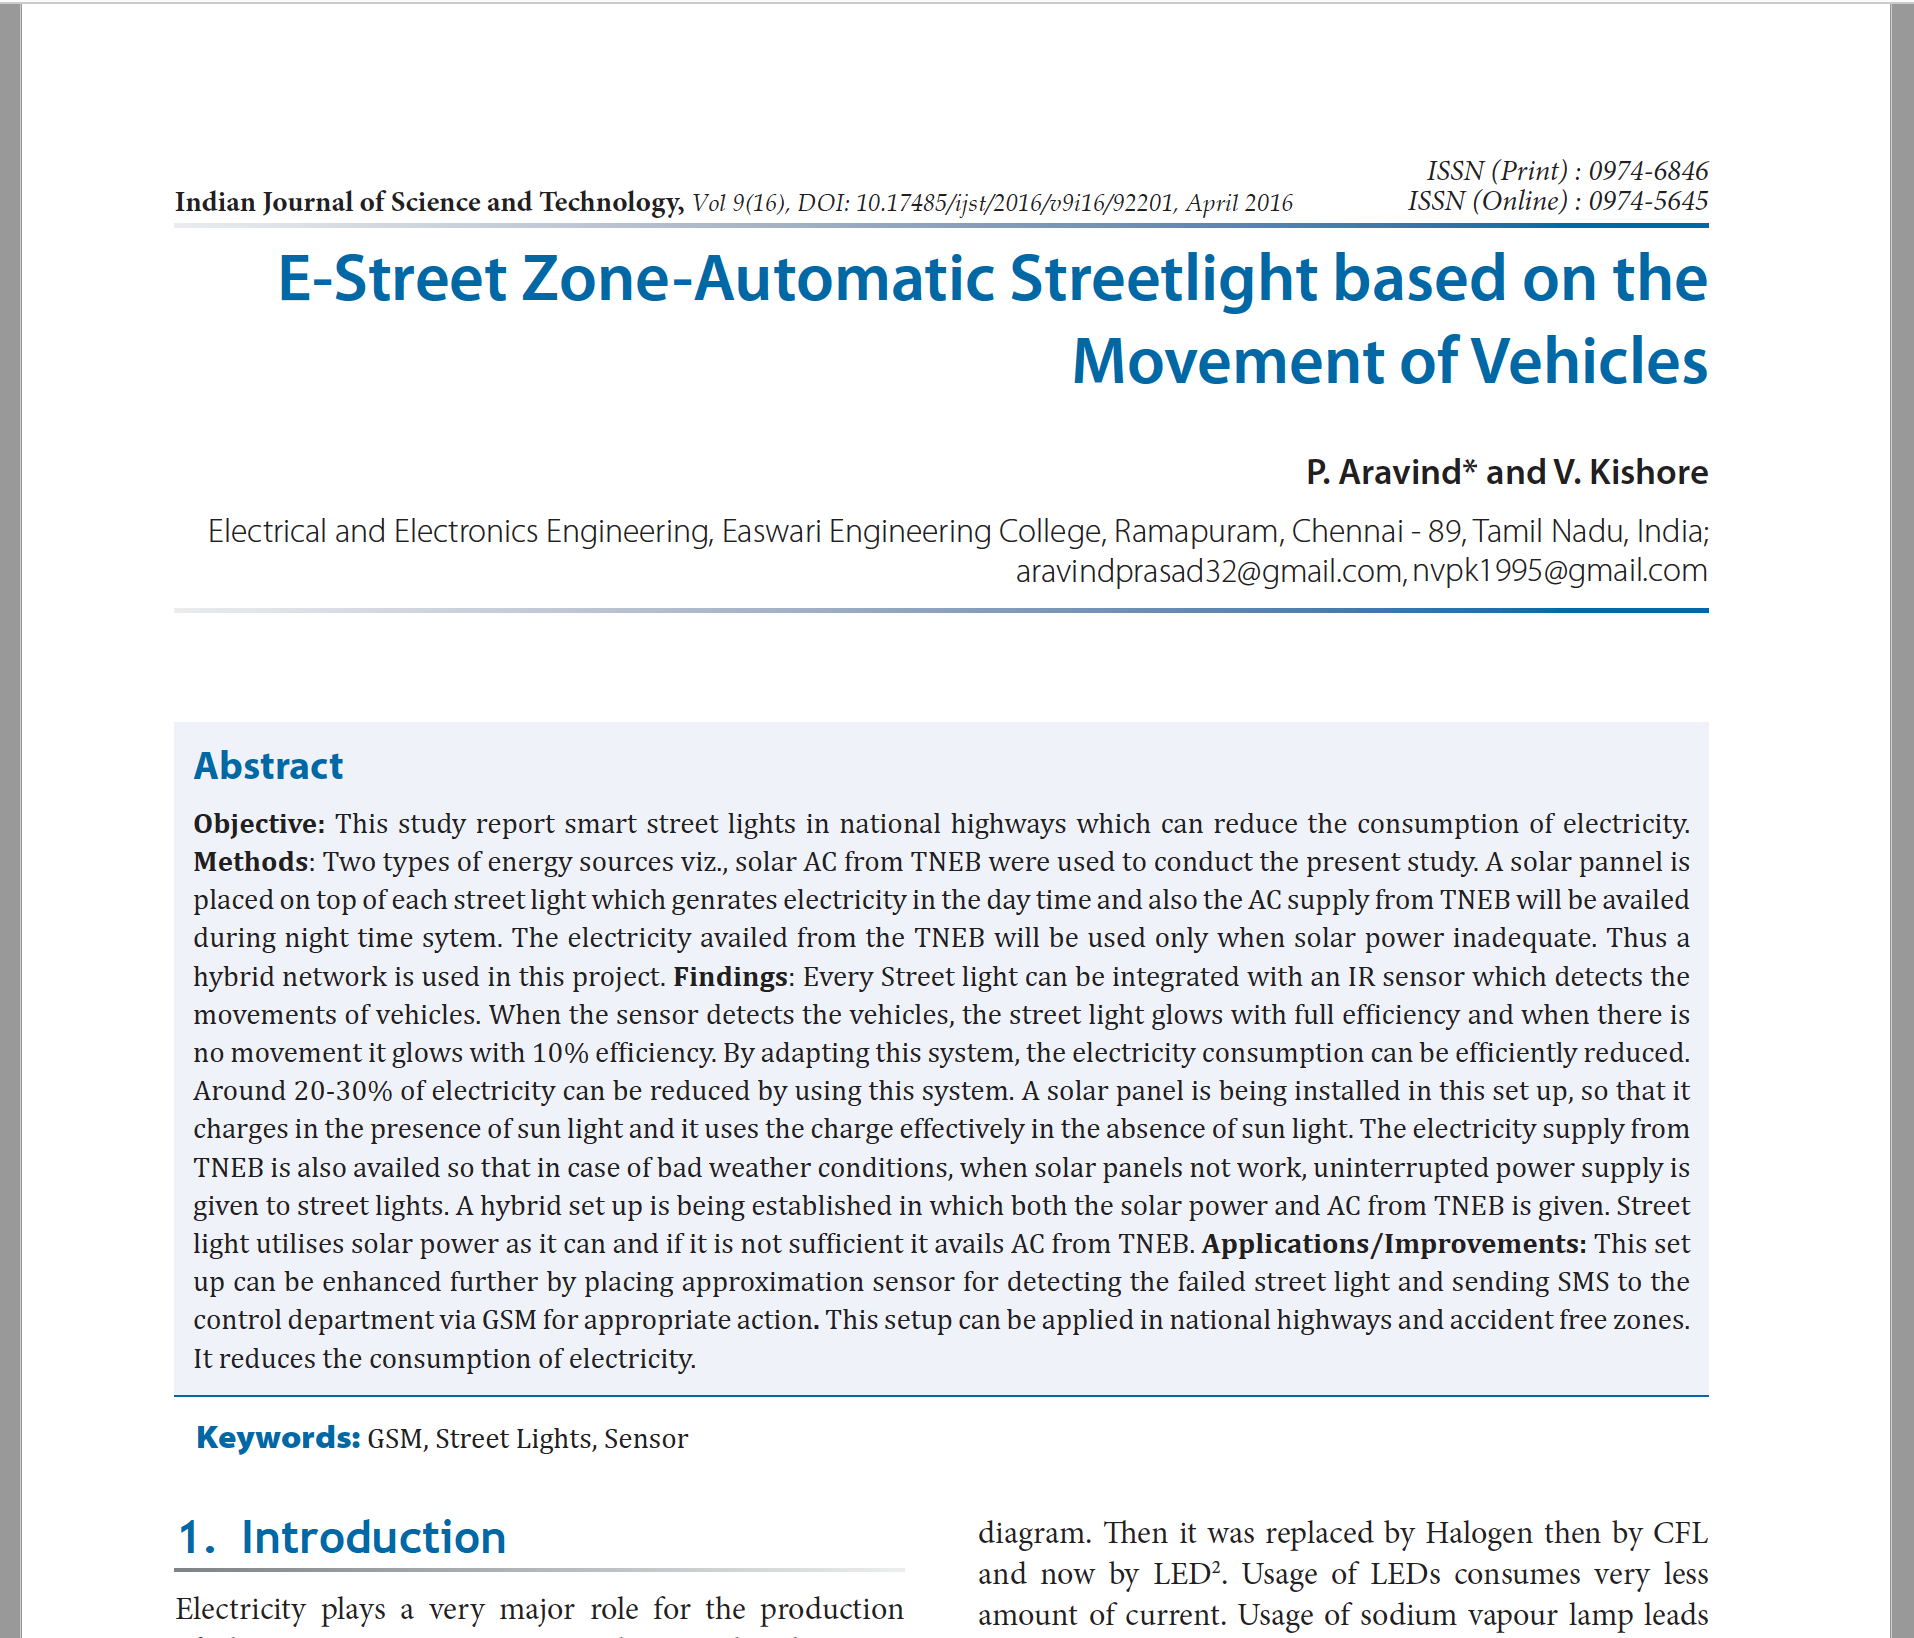 ISSN (Print) : 0974-6846
Indian Journal of Science and Technology, Vol 9(16), DOI: 10.17485/ijst/2016/v9i16/92201, April 2016
ISSN (Online) : 0974-5645
E-Street Zone-Automatic Streetlight based on the
Movement of Vehicles
P. Aravind* and V. Kishore
Electrical and Electronics Engineering, Easwari Engineering College, Ramapuram, Chennai - 89, Tamil Nadu, India;
aravindprasad32@gmail.com, nvpk1995@gmail.com
Abstract
Objective: This study report smart street lights in national highways which can reduce the consumption of electricity.
Methods: Two types of energy sources viz., solar AC from TNEB were used to conduct the present study. A solar pannel is
placed on top of each street light which genrates electricity in the day time and also the AC supply from TNEB will be availed
during night time sytem. The electricity availed from the TNEB will be used only when solar power inadequate. Thus a
hybrid network is used in this project. Findings: Every Street light can be integrated with an IR sensor which detects the
movements of vehicles. When the sensor detects the vehicles, the street light glows with full efficiency and when there is
no movement it glows with 10% efficiency. By adapting this system, the electricity consumption can be efficiently reduced.
Around 20-30% of electricity can be reduced by using this system. A solar panel is being installed in this set up, so that it
charges in the presence of sun light and it uses the charge effectively in the absence of sun light. The electricity supply from
TNEB is also availed so that in case of bad weather conditions, when solar panels not work, uninterrupted power supply is
given to street lights. A hybrid set up is being established in which both the solar power and AC from TNEB is given. Street
light utilises solar power as it can and if it is not sufficient it avails AC from TNEB. Applications/Improvements: This set
up can be enhanced further by placing approximation sensor for detecting the failed street light and sending SMS to the
control department via GSM for appropriate action. This setup can be applied in national highways and accident free zones.
It reduces the consumption of electricity.
Keywords: GSM, Street Lights, Sensor
1. Introduction
Electricity plays a very major role for the production
diagram. Then it was replaced by Halogen then by CFL
and now by LED². Usage of LEDs consumes very less
amount of current. Usage of sodium vapour lamp leads